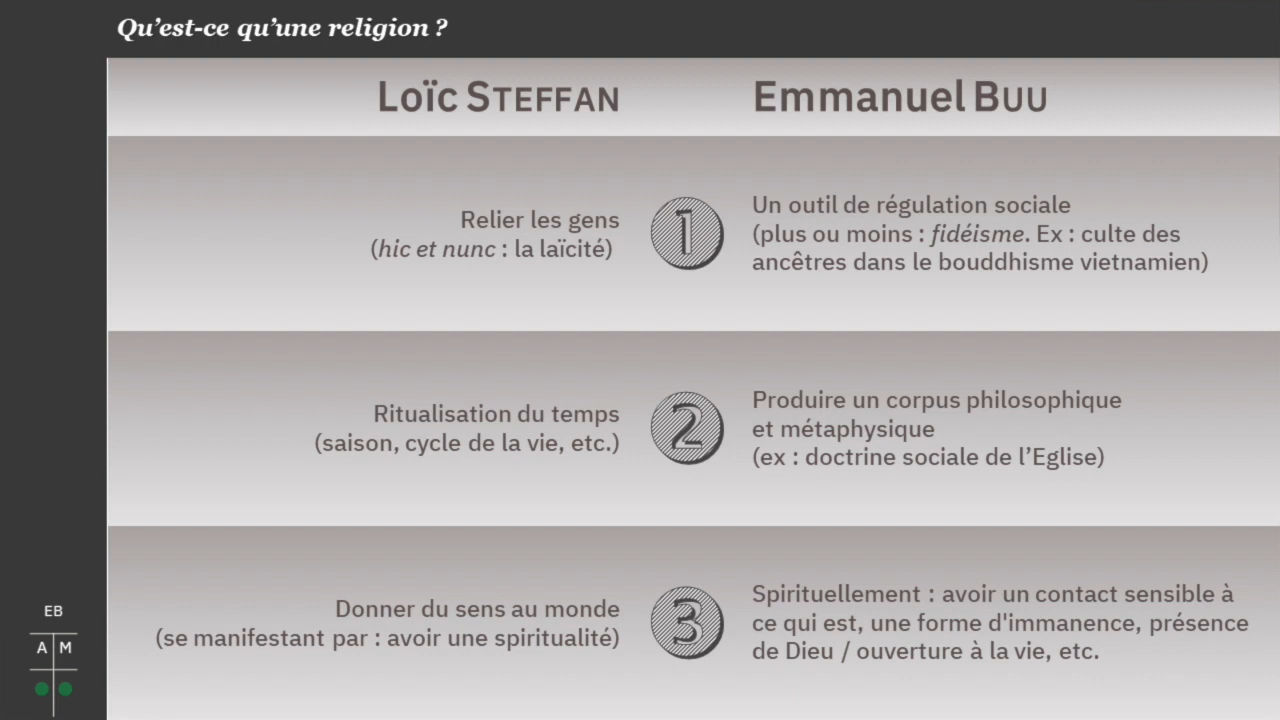 Qu’est-ce qu’une religion ?
Loïc STEFFAN
Emmanuel BUU
Relier les gens
(hic et nunc : la laïcité)
1
Un outil de régulation sociale
(plus ou moins : fidéisme. Ex : culte des
ancêtres dans le bouddhisme vietnamien)
Ritualisation du temps
(saison, cycle de la vie, etc.)
2
Produire un corpus philosophique
et métaphysique
(ex : doctrine sociale de l’Eglise)
Donner du sens au monde
(se manifestant par : avoir une spiritualité)
3
Spirituellement : avoir un contact sensible à
ce qui est, une forme d'immanence, présence
de Dieu / ouverture à la vie, etc.
EB
A M